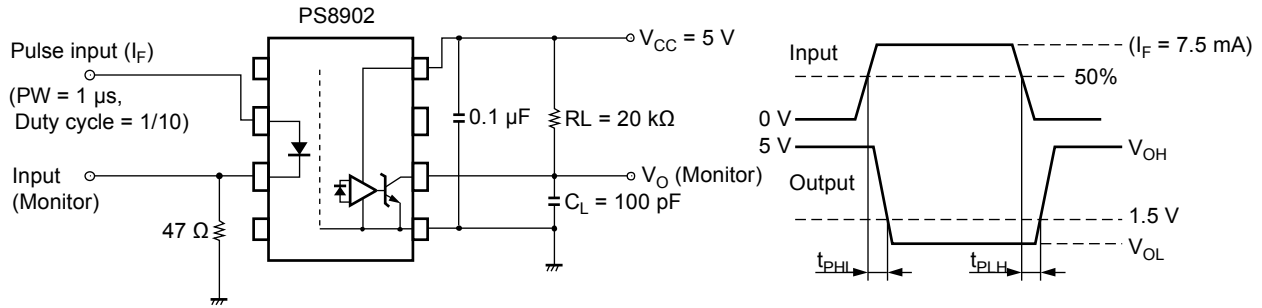 PS8902
Pulse input (I_F)
(PW = 1 μs,
Duty cycle = 1/10)
Input
(Monitor)
47 Ω
V_CC = 5 V
0.1 μF
RL = 20 kΩ
V_O (Monitor)
C_L = 100 pF
Input
(I_F = 7.5 mA)
50%
0 V
5 V
V_OH
Output
1.5 V
V_OL
t_PHL
t_PLH